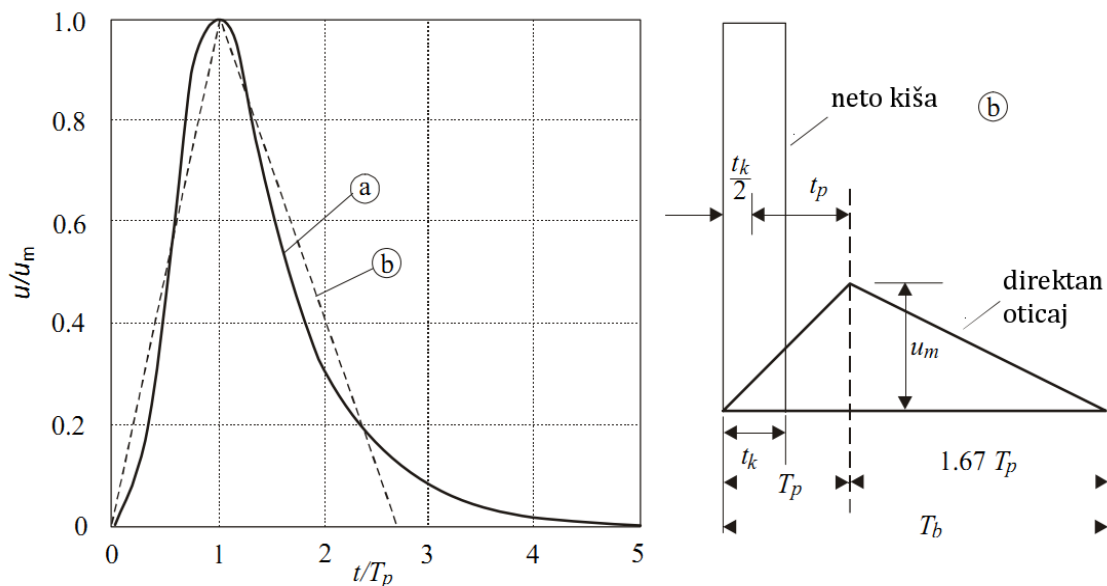 1.0
0.8
0.6
0.4
0.2
0
u/u_m
0
1
2
3
4
5
t/T_p
a
b
b
neto kiša
t_k
2
t_p
direktan
oticaj
u_m
t_k
T_p
1.67 T_p
T_b